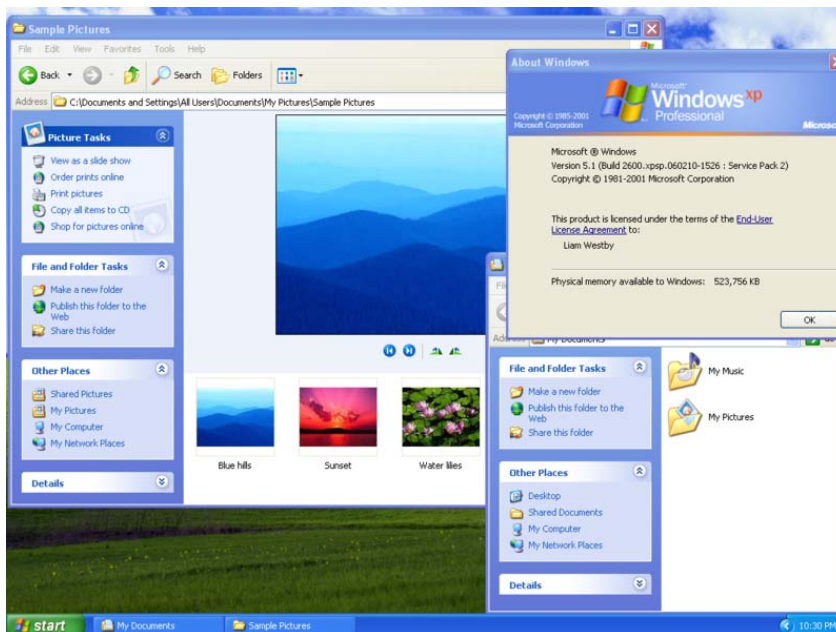 Sample Pictures
File Edit View Favorites Tools Help
Back Search Folders
Address C:\Documents and Settings\All Users\Documents\My Pictures\Sample Pictures
Picture Tasks
View as a slide show
Order prints online
Print pictures
Copy all items to CD
Shop for pictures online
File and Folder Tasks
Make a new folder
Publish this folder to the
Web
Share this folder
Other Places
Shared Pictures
My Pictures
My Computer
My Network Places
Details
Blue hills Sunset Water lilies
About Windows
Copyright © 1985-2001
Microsoft Corporation
Microsoft
Windows xp
Professional
Microso
Microsoft ® Windows
Version 5.1 (Build 2600.xpsp.060210-1526 : Service Pack 2)
Copyright © 1981-2001 Microsoft Corporation
This product is licensed under the terms of the End-User
License Agreement to:
Liam Westby
Physical memory available to Windows: 523,756 KB
OK
My Documents
File and Folder Tasks
Make a new folder
Publish this folder to the
Web
Share this folder
Other Places
Desktop
Shared Documents
My Computer
My Network Places
Details
My Music
My Pictures
start My Documents Sample Pictures 10:30 PM